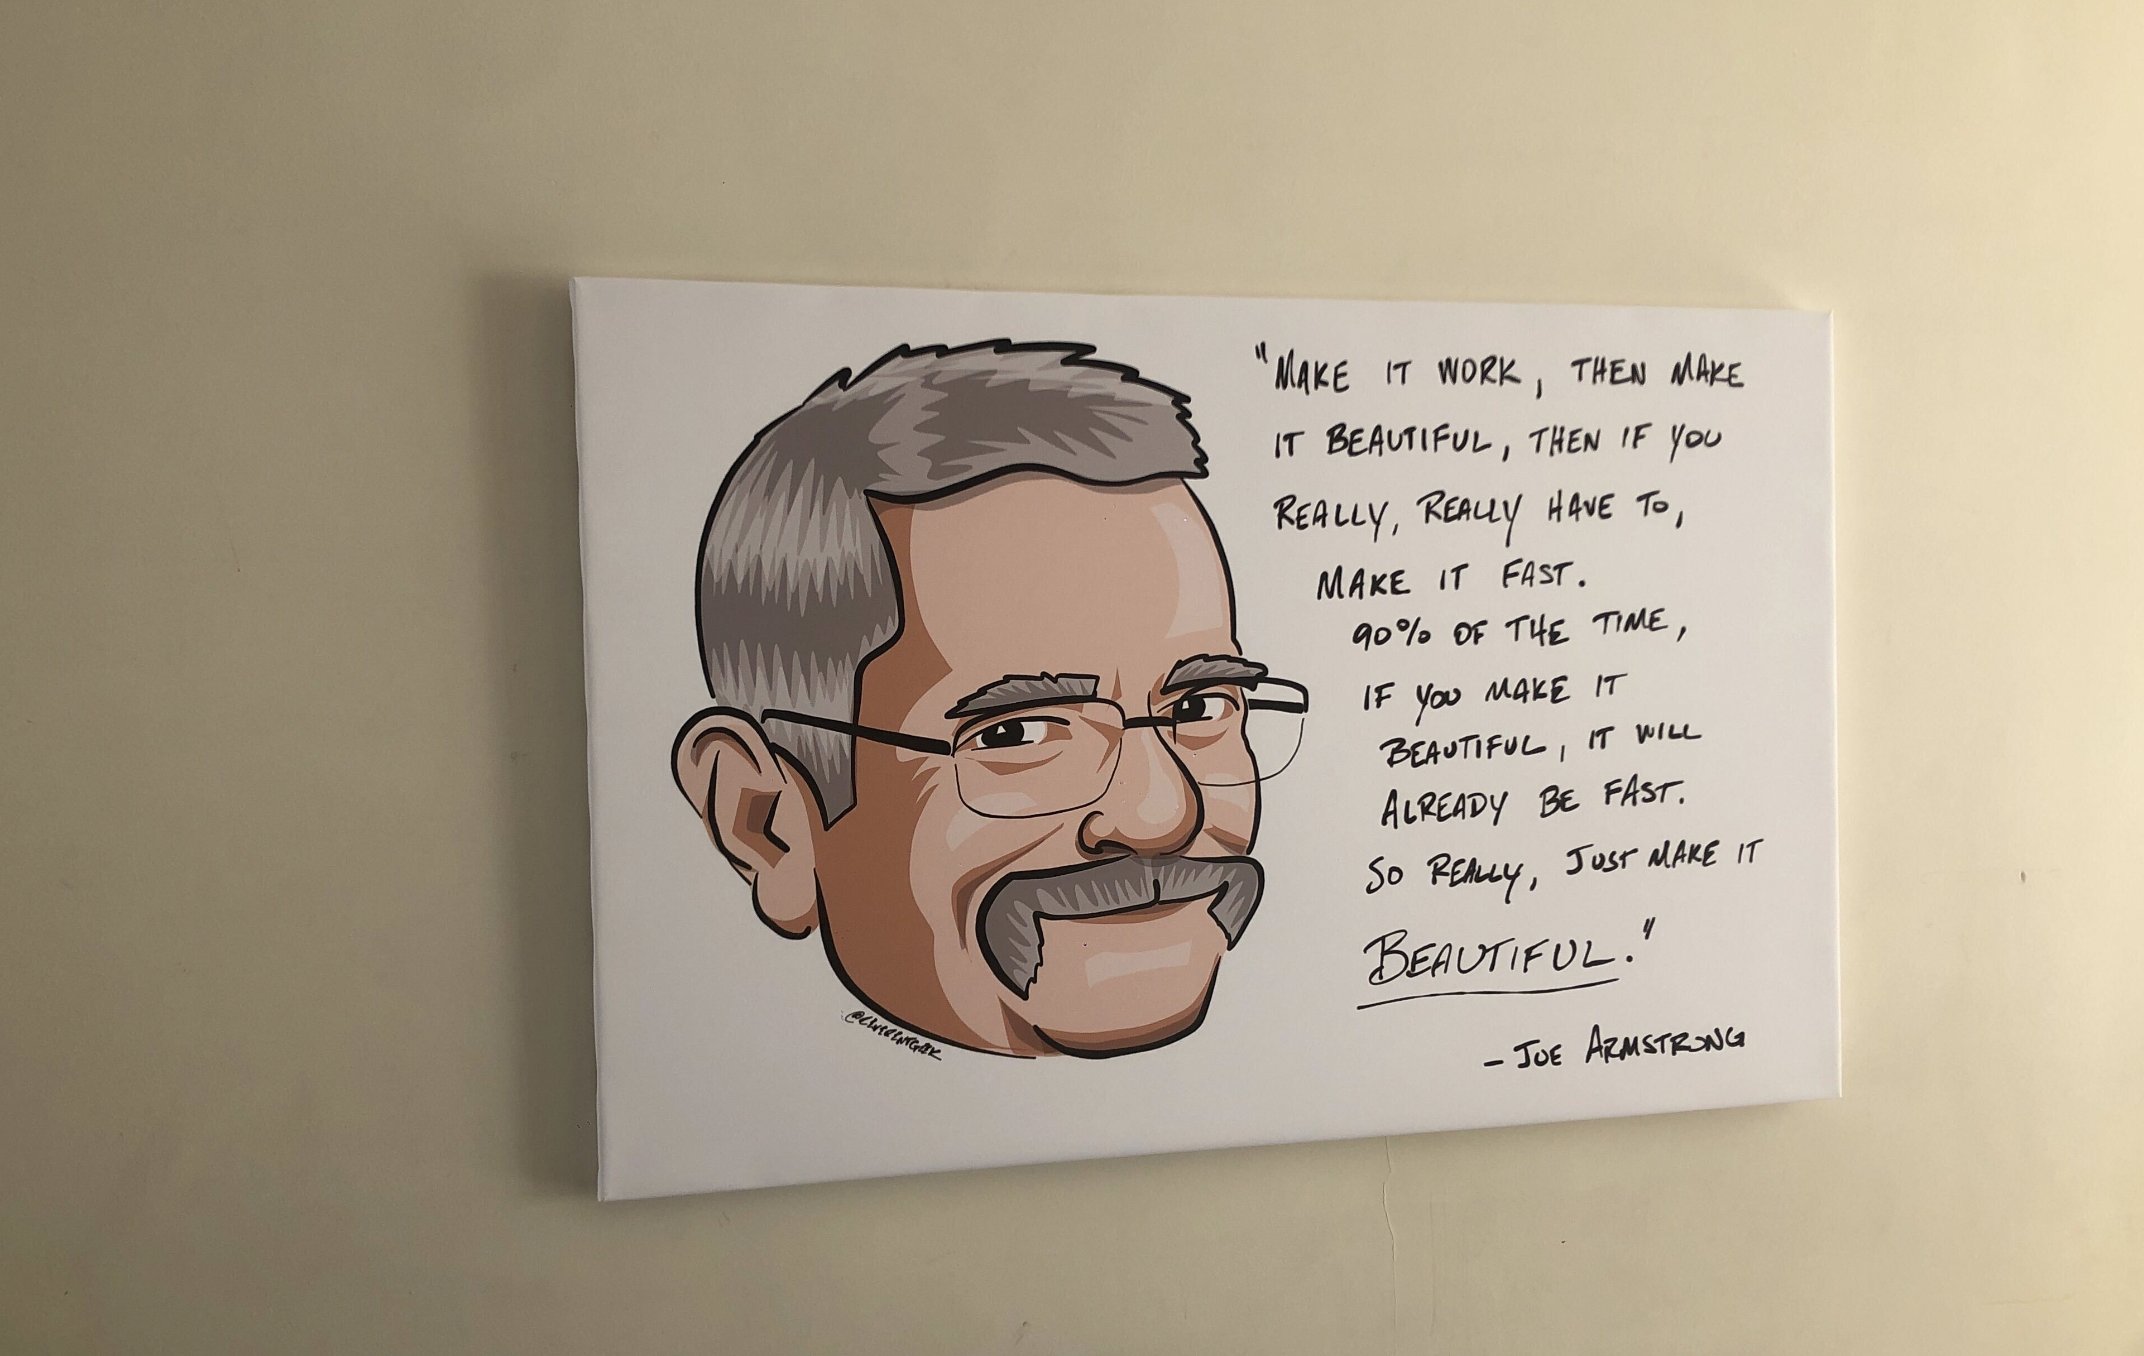 "MAKE IT WORK, THEN MAKE
IT BEAUTIFUL, THEN IF YOU
REALLY, REALLY HAVE TO,
MAKE IT FAST.
90% OF THE TIME,
IF YOU MAKE IT
BEAUTIFUL, IT WILL
ALREADY BE FAST.
SO REALLY, JUST MAKE IT
BEAUTIFUL."
- JOE ARMSTRONG